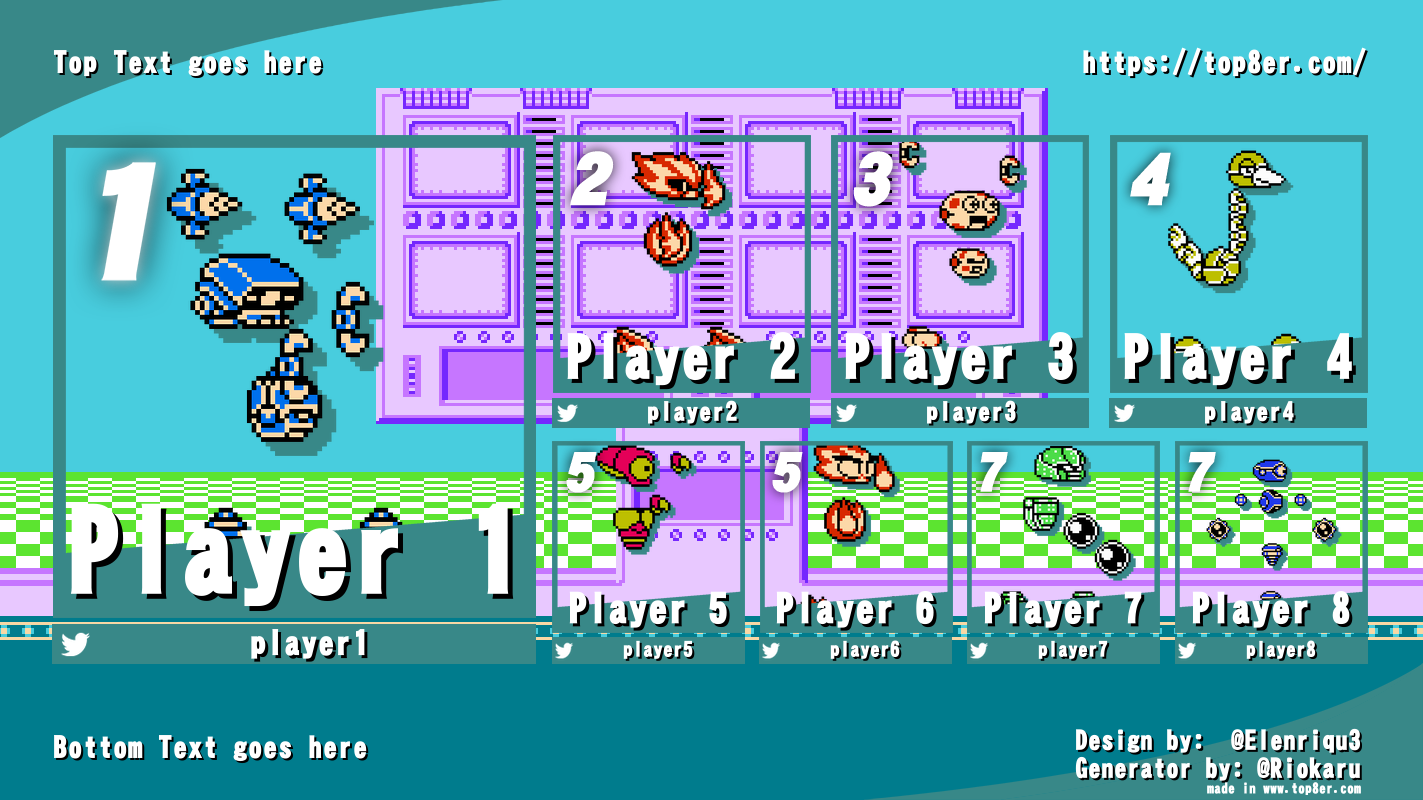 Top Text goes here
https://top8er.com/
1
Player 1
player1
2
Player 2
player2
3
Player 3
player3
4
Player 4
player4
5
Player 5
player5
5
Player 6
player6
7
Player 7
player7
7
Player 8
player8
Bottom Text goes here
Design by: @Elenriqu3
Generator by: @Riokaru
made in www.top8er.com